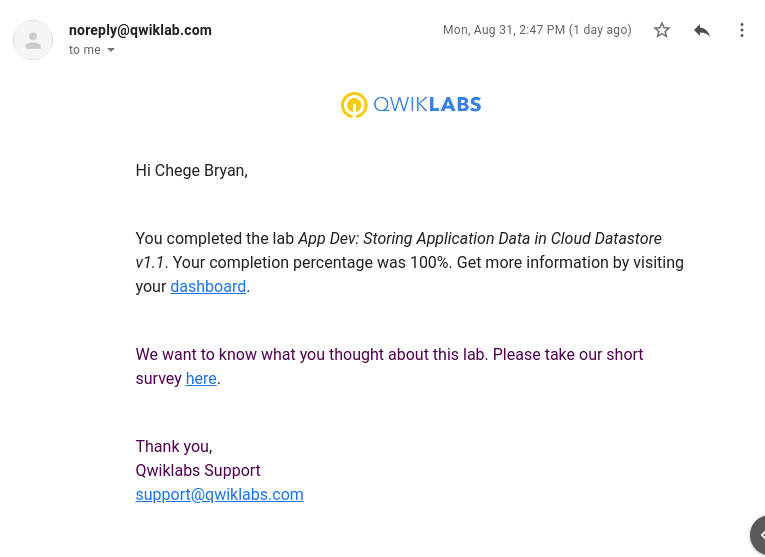 noreply@qwiklab.com
Mon, Aug 31, 2:47 PM (1 day ago)
to me
QWIKLABS
Hi Chege Bryan,
You completed the lab App Dev: Storing Application Data in Cloud Datastore
v1.1. Your completion percentage was 100%. Get more information by visiting
your dashboard.
We want to know what you thought about this lab. Please take our short
survey here.
Thank you,
Qwiklabs Support
support@qwiklabs.com